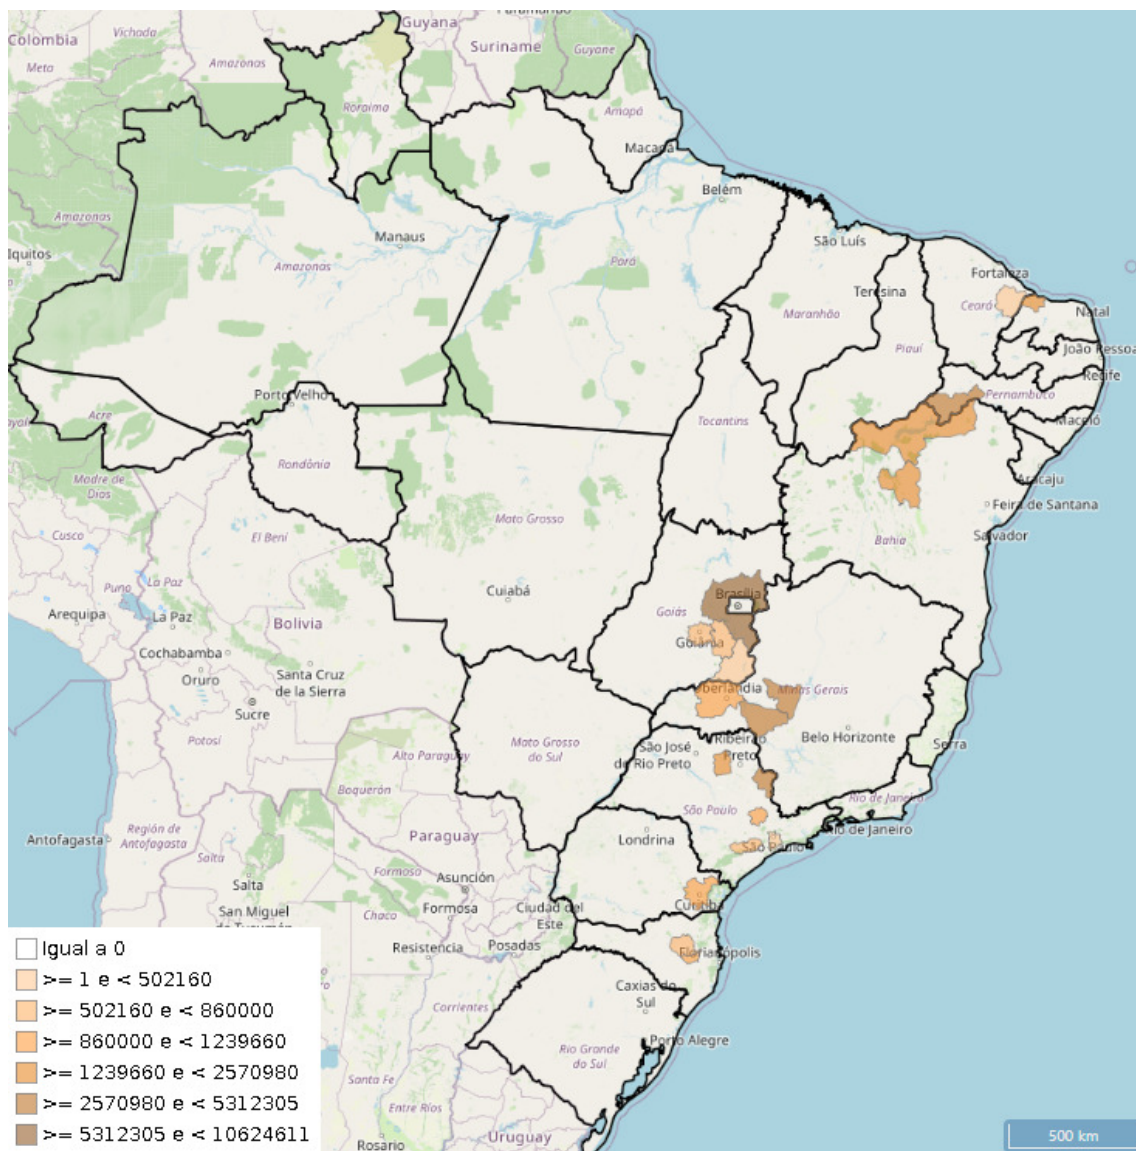 Paramaribo
Guyana
Colombia
Vichada
Suriname
Guyane
Meta
Amazonas
Roraima
Amapá
Macapá
Belém
Amazonas
Manaus
São Luís
Iquitos
Amazonas
Pará
Fortaleza
Teresina
Ceará
Maranhão
Natal
Piauí
João Pessoa
Recife
Porto Velho
Pernambuco
Acre
Tocantins
Maceió
Rondônia
Aracaju
Madre de
Dios
Feira de Santana
Mato Grosso
Cusco
El Beni
Bahia
Salvador
Puno
La Paz
Cuiabá
Brasília
Arequipa
La Paz
Goiás
Bolivia
Goiânia
Cochabamba
Santa Cruz
de la Sierra
Oruro
Uberlândia
Minas Gerais
Sucre
Potosí
Mato Grosso
do Sul
Alto Paraguay
São José
do Rio Preto
Ribeirão
Preto
Belo Horizonte
Serra
Boquerón
Rio de Janeiro
São Paulo
Antofagasta
Región de
Antofagasta
Paraguay
Londrina
São Paulo
Rio de Janeiro
Salta
Formosa
Asunción
Salta
San Miguel
de Tucumán
Chaco
Formosa
Ciudad del
Este
Curitiba
Resistencia
Posadas
Florianópolis
Caxias do
Sul
Corrientes
Porto Alegre
Rio Grande
do Sul
Santa Fe
Entre Ríos
Rosario
Uruguay
Igual a 0
>= 1 e < 502160
>= 502160 e < 860000
>= 860000 e < 1239660
>= 1239660 e < 2570980
>= 2570980 e < 5312305
>= 5312305 e < 10624611
500 km